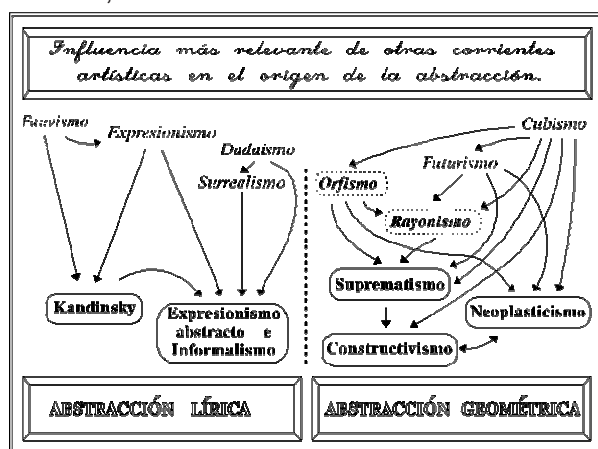 Influencia más relevante de otras corrientes
artísticas en el origen de la abstracción.
Fauvismo
Expresionismo
Dadaismo
Surrealismo
Cubismo
Futurismo
Orfismo
Rayonismo
Kandinsky
Expresionismo
abstracto e
Informalismo
Suprematismo
Neoplasticismo
Constructivismo
ABSTRACCIÓN LÍRICA
ABSTRACCIÓN GEOMÉTRICA